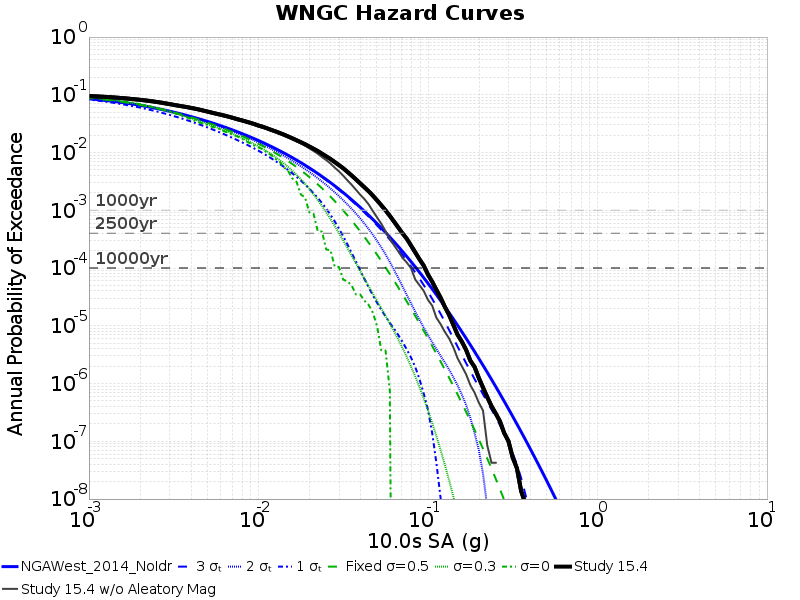 WNGC Hazard Curves
Annual Probability of Exceedance
10^0
10^-1
10^-2
10^-3
10^-4
10^-5
10^-6
10^-7
10^-8
1000yr
2500yr
10000yr
10^-3 10^-2 10^-1 10^0 10^1
10.0s SA (g)
NGAWest_2014_NoIdr 3 σₜ 2 σₜ 1 σₜ Fixed σ=0.5 σ=0.3 σ=0 Study 15.4
Study 15.4 w/o Aleatory Mag